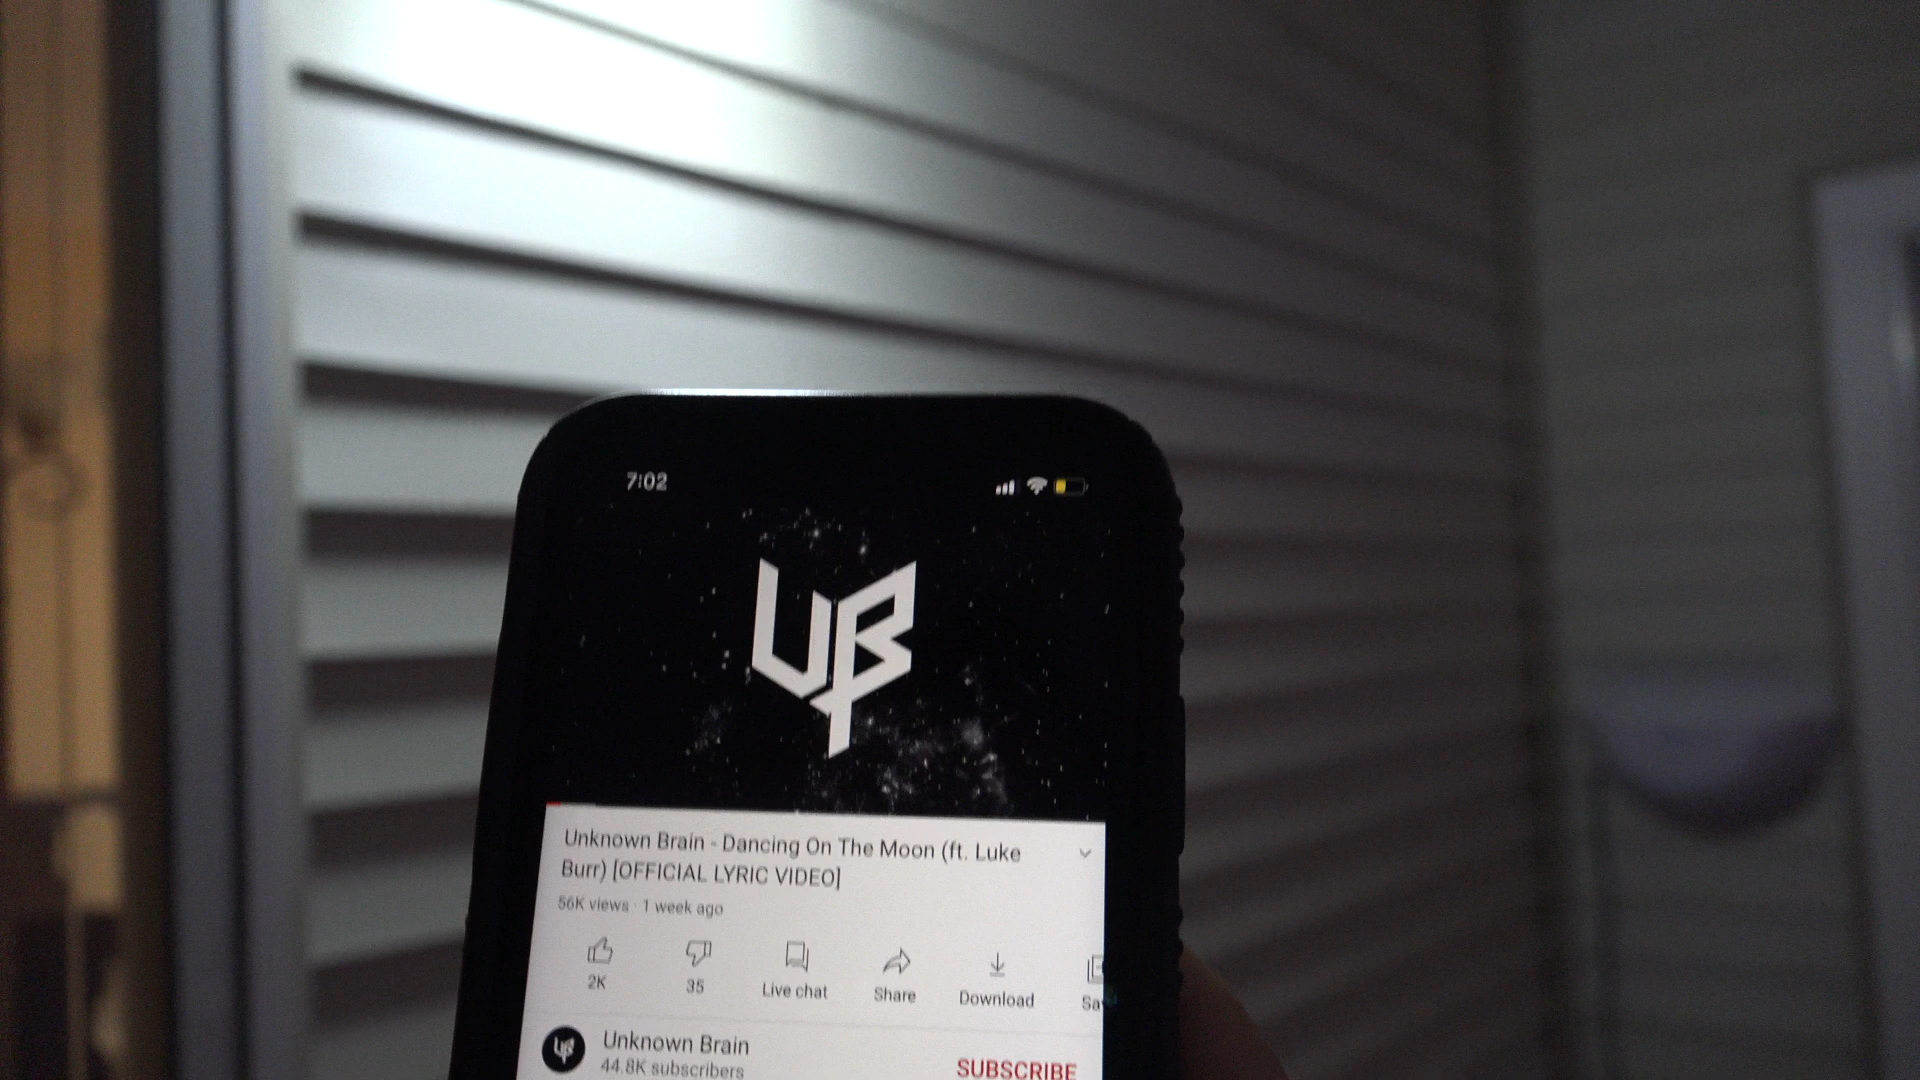 7:02
UB
Unknown Brain - Dancing On The Moon (ft. Luke
Burr) [OFFICIAL LYRIC VIDEO]
56K views · 1 week ago
2K
35
Live chat
Share
Download
Sav
Unknown Brain
44.8K subscribers
SUBSCRIBE